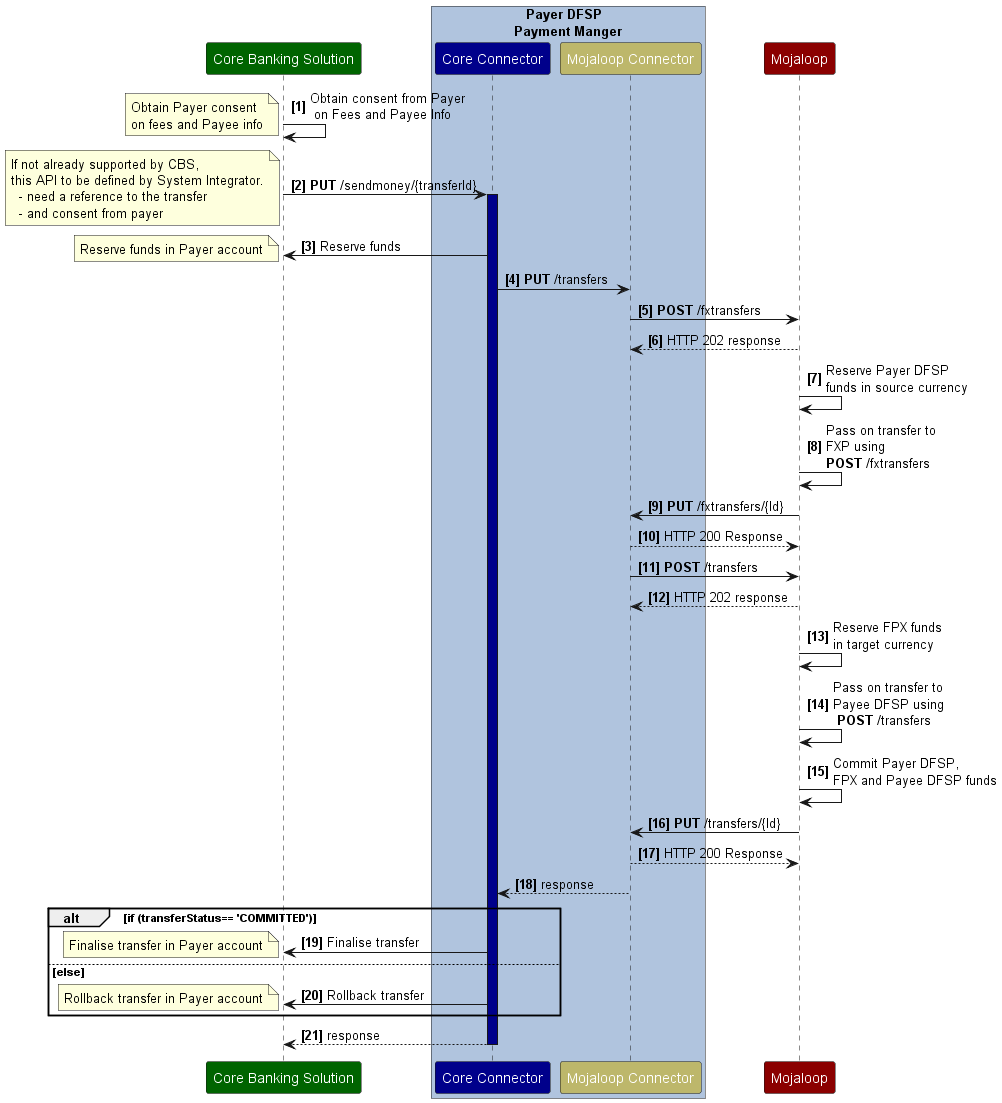 Payer DFSP
Payment Manger
Core Banking Solution
Core Connector
Mojaloop Connector
Mojaloop
Obtain Payer consent
on fees and Payee info
[1] Obtain consent from Payer
on Fees and Payee Info
If not already supported by CBS,
this API to be defined by System Integrator.
- need a reference to the transfer
- and consent from payer
[2] PUT /sendmoney/{transferId}
Reserve funds in Payer account
[3] Reserve funds
[4] PUT /transfers
[5] POST /fxtransfers
[6] HTTP 202 response
[7] Reserve Payer DFSP
funds in source currency
[8] Pass on transfer to
FXP using
POST /fxtransfers
[9] PUT /fxtransfers/{Id}
[10] HTTP 200 Response
[11] POST /transfers
[12] HTTP 202 response
[13] Reserve FPX funds
in target currency
[14] Pass on transfer to
Payee DFSP using
POST /transfers
[15] Commit Payer DFSP,
FPX and Payee DFSP funds
[16] PUT /transfers/{Id}
[17] HTTP 200 Response
[18] response
alt [if (transferStatus== 'COMMITTED')]
Finalise transfer in Payer account
[19] Finalise transfer
[else]
Rollback transfer in Payer account
[20] Rollback transfer
[21] response
Core Banking Solution
Core Connector
Mojaloop Connector
Mojaloop